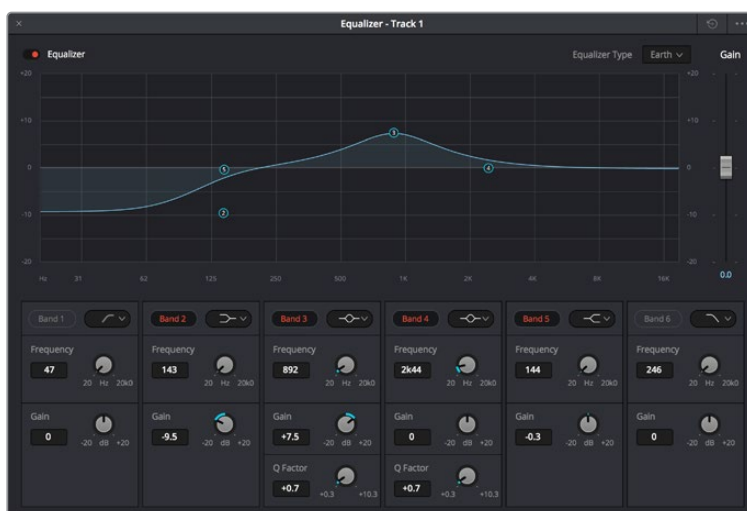 Equalizer - Track 1
Equalizer
Equalizer Type Earth Gain
+20 +20
+10 +10
0 0
-10 -10
-20 -20
Hz 31 62 125 250 500 1K 2K 4K 8K 16K
0.0
5 3 4 2
Band 1 Band 2 Band 3 Band 4 Band 5 Band 6
Frequency Frequency Frequency Frequency Frequency Frequency
47 143 892 2k44 144 246
20 Hz 20k0 20 Hz 20k0 20 Hz 20k0 20 Hz 20k0 20 Hz 20k0 20 Hz 20k0
Gain Gain Gain Gain Gain Gain
0 -9.5 +7.5 0 -0.3 0
-20 dB +20 -20 dB +20 -20 dB +20 -20 dB +20 -20 dB +20 -20 dB +20
Q Factor Q Factor
+0.7 +0.7
+0.3 +10.3 +0.3 +10.3